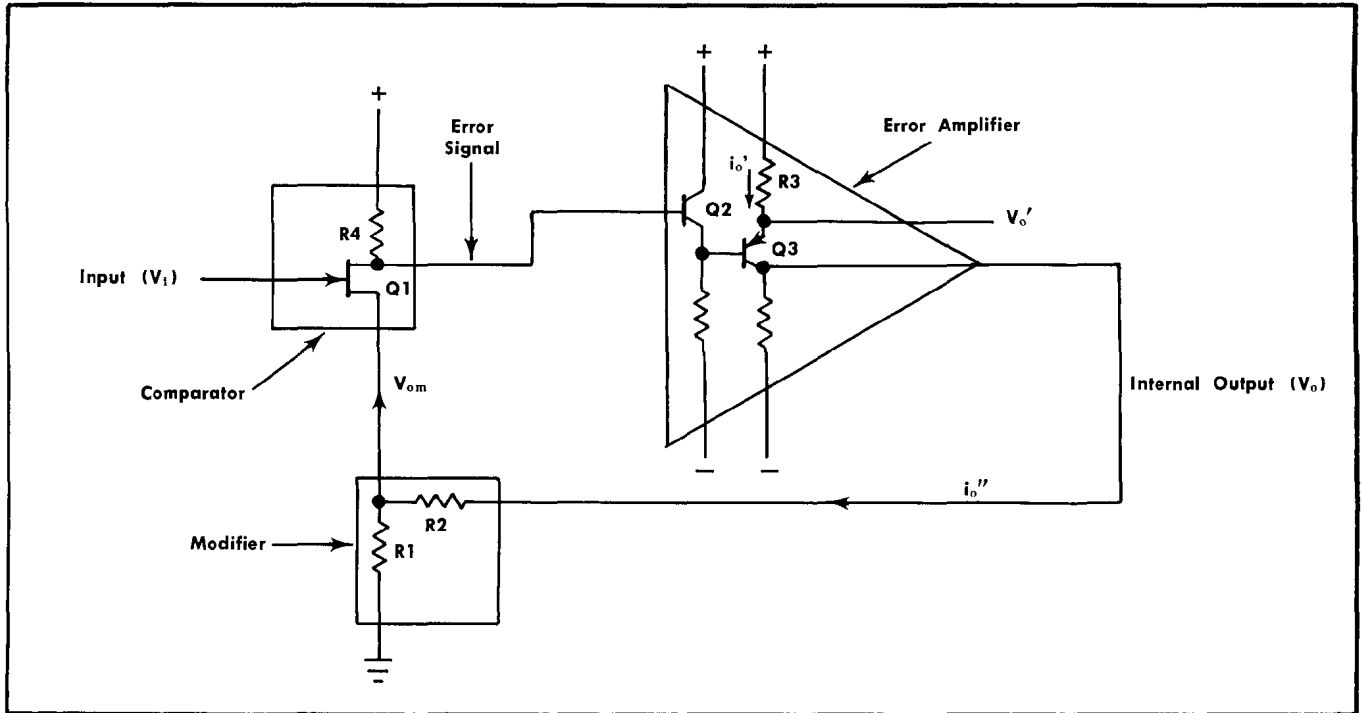 +
+
+
Error Amplifier
Error
Signal
io'
R3
Q2
Vo'
R4
Q3
Input (Vi)
Q1
Internal Output (Vo)
Comparator
Vom
−
−
io''
R2
Modifier
R1